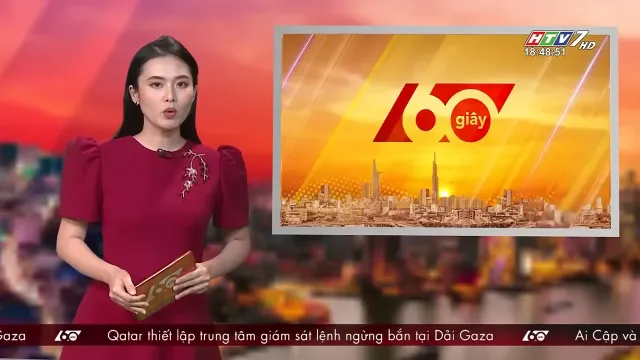 HTV7 HD
18:48:51
60 giây
Gaza 60 Qatar thiết lập trung tâm giám sát lệnh ngừng bắn tại Dải Gaza 60 Ai Cập và